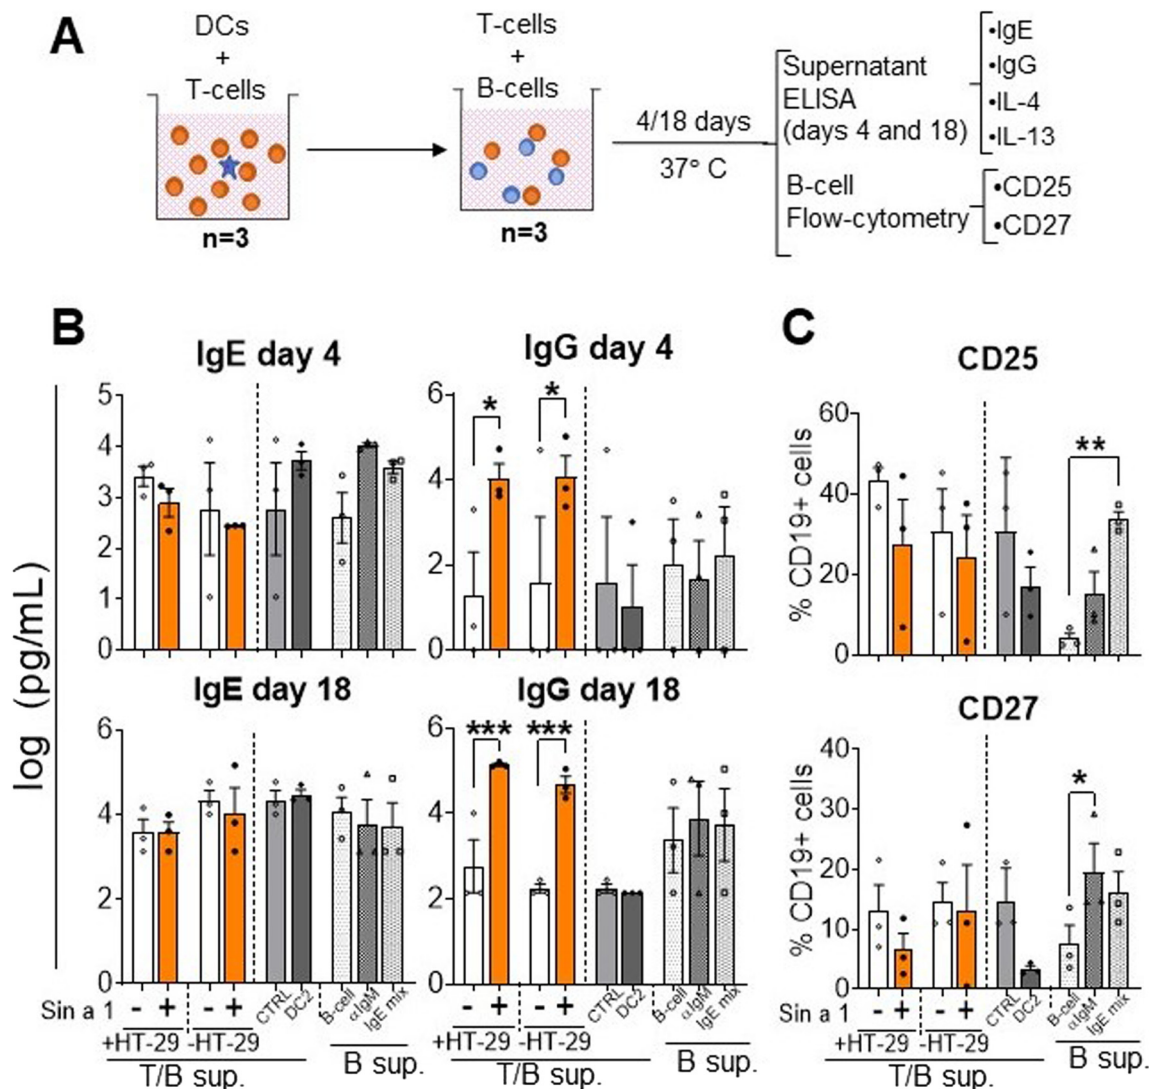 A
DCs
+
T-cells
n=3
T-cells
+
B-cells
n=3
4/18 days
37° C
Supernatant
ELISA
(days 4 and 18)
•IgE
•IgG
•IL-4
•IL-13
B-cell
Flow-cytometry
•CD25
•CD27
B
log (pg/mL)
IgE day 4
5
4
3
2
1
0
IgG day 4
6
4
2
0
* *
IgE day 18
6
4
2
0
IgG day 18
6
4
2
0
*** ***
Sin a 1 - + - + CTRL DC2 B-cell αIgM IgE mix
- + - + CTRL DC2 B-cell αIgM IgE mix
+HT-29 -HT-29
+HT-29 -HT-29
T/B sup. B sup.
T/B sup. B sup.
C
CD25
% CD19+ cells
60
40
20
0
**
CD27
% CD19+ cells
40
30
20
10
0
*
Sin a 1 - + - + CTRL DC2 B-cell αIgM IgE mix
+HT-29 -HT-29
T/B sup. B sup.